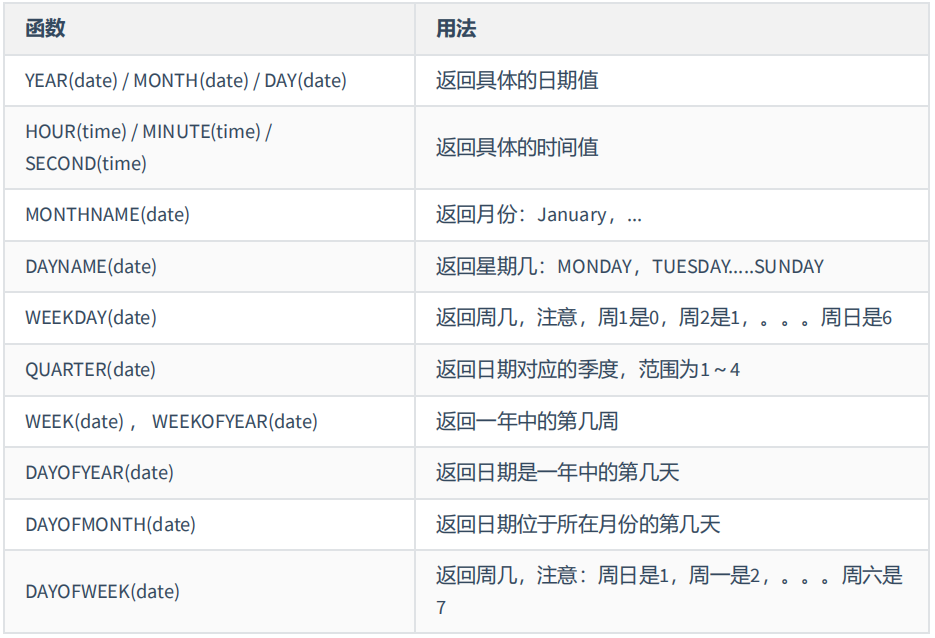 函数 用法
YEAR(date) / MONTH(date) / DAY(date) 返回具体的日期值
HOUR(time) / MINUTE(time) /
SECOND(time) 返回具体的时间值
MONTHNAME(date) 返回月份：January，...
DAYNAME(date) 返回星期几：MONDAY，TUESDAY.....SUNDAY
WEEKDAY(date) 返回周几，注意，周1是0，周2是1，。。。周日是6
QUARTER(date) 返回日期对应的季度，范围为1～4
WEEK(date) ， WEEKOFYEAR(date) 返回一年中的第几周
DAYOFYEAR(date) 返回日期是一年中的第几天
DAYOFMONTH(date) 返回日期位于所在月份的第几天
DAYOFWEEK(date) 返回周几，注意：周日是1，周一是2，。。。周六是
7